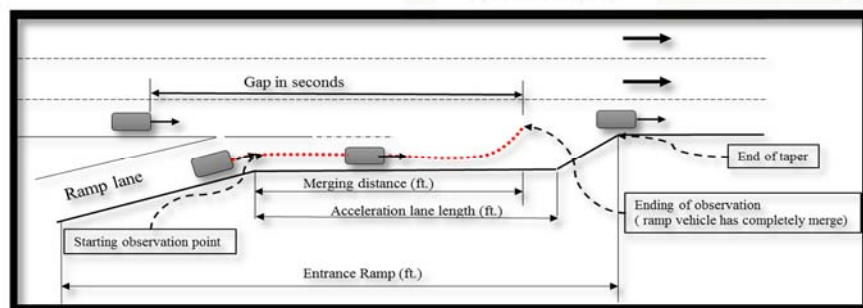 Gap in seconds
Ramp lane
Merging distance (ft.)
Acceleration lane length (ft.)
Starting observation point
Entrance Ramp (ft.)
End of taper
Ending of observation
( ramp vehicle has completely merge)